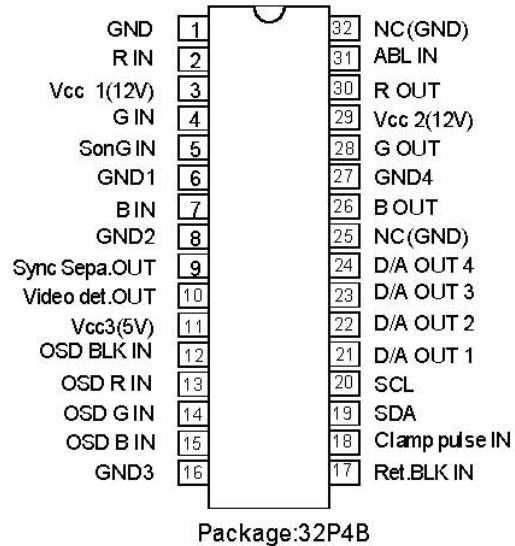 GND 1 32 NC(GND)
R IN 2 31 ABL IN
Vcc 1(12V) 3 30 R OUT
G IN 4 29 Vcc 2(12V)
SonG IN 5 28 G OUT
GND1 6 27 GND4
B IN 7 26 B OUT
GND2 8 25 NC(GND)
Sync Sepa.OUT 9 24 D/A OUT 4
Video det.OUT 10 23 D/A OUT 3
Vcc3(5V) 11 22 D/A OUT 2
OSD BLK IN 12 21 D/A OUT 1
OSD R IN 13 20 SCL
OSD G IN 14 19 SDA
OSD B IN 15 18 Clamp pulse IN
GND3 16 17 Ret.BLK IN
Package:32P4B